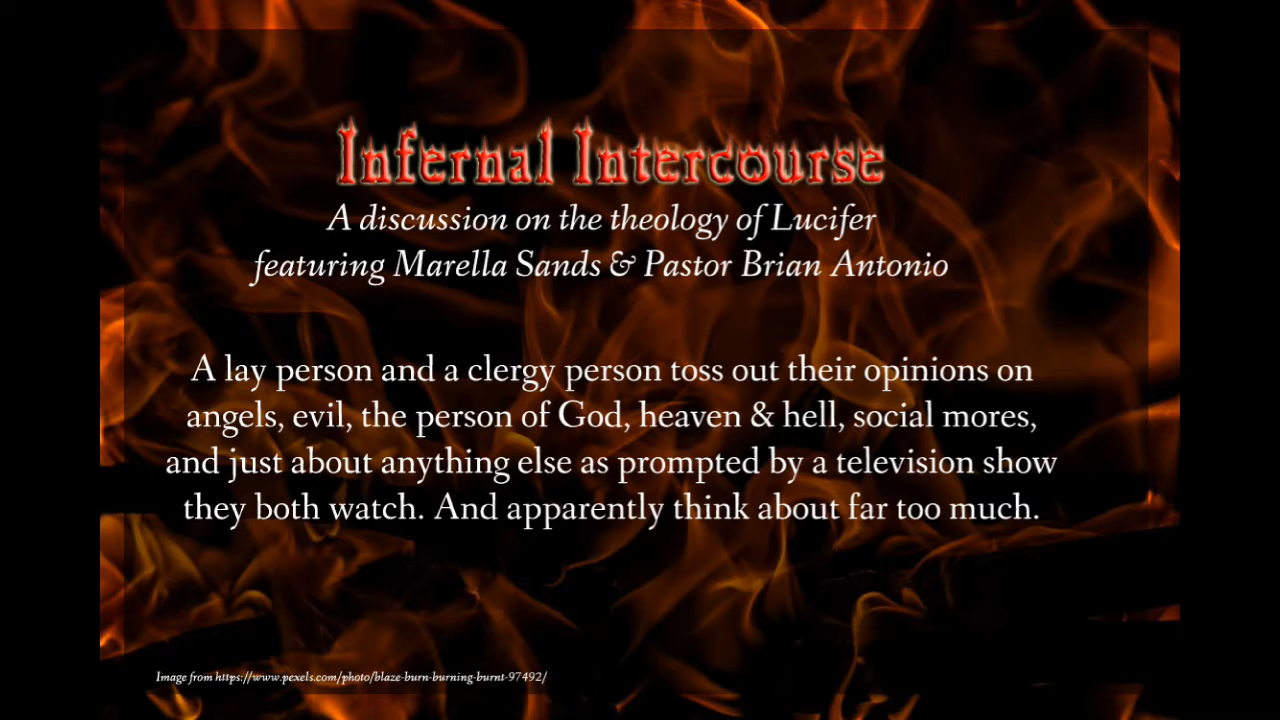 Infernal Intercourse
A discussion on the theology of Lucifer
featuring Marella Sands & Pastor Brian Antonio
A lay person and a clergy person toss out their opinions on
angels, evil, the person of God, heaven & hell, social mores,
and just about anything else as prompted by a television show
they both watch. And apparently think about far too much.
Image from https://www.pexels.com/photo/blaze-burn-burning-burnt-97492/